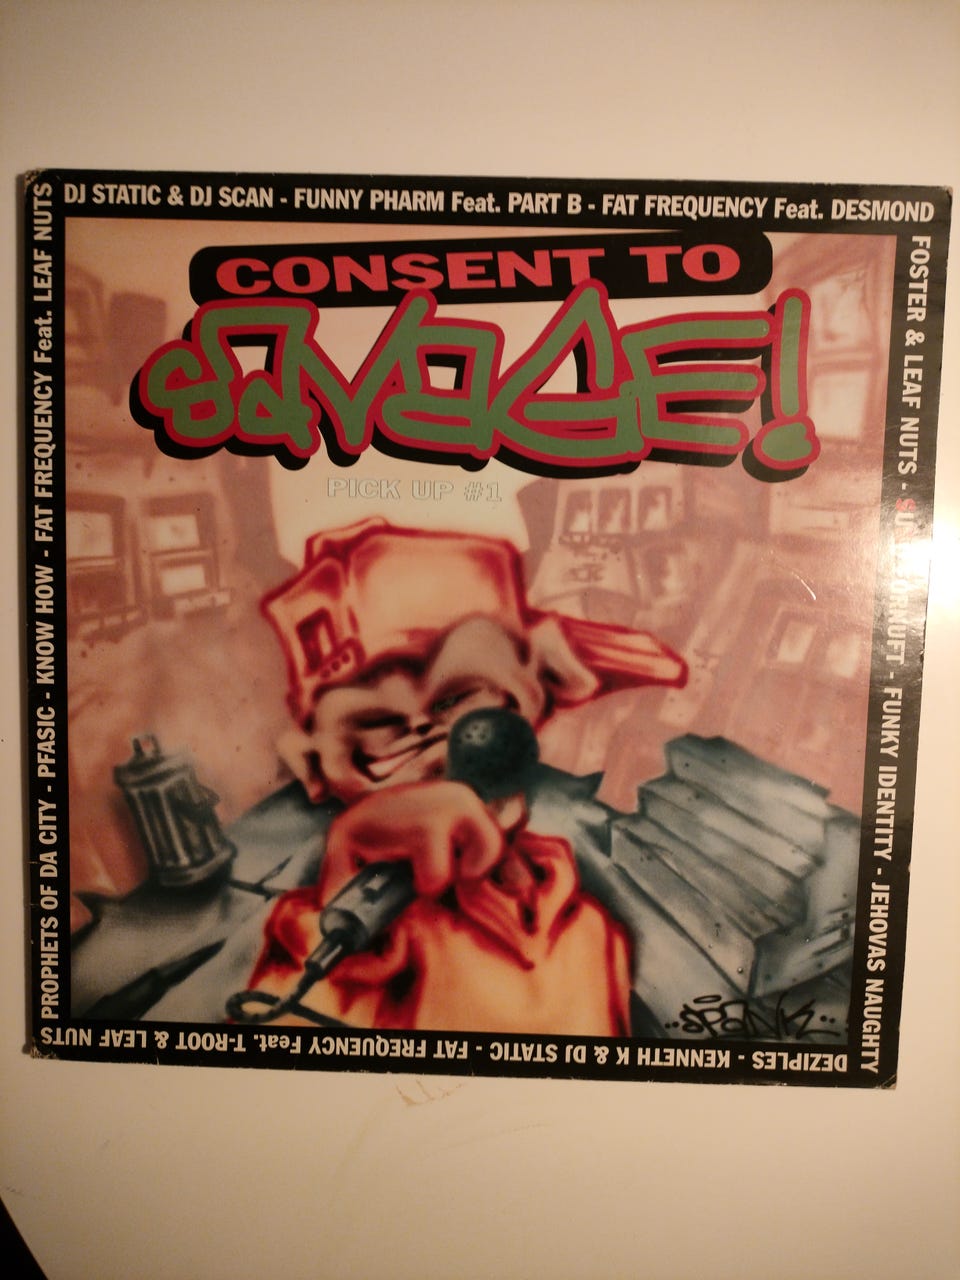 DJ STATIC & DJ SCAN - FUNNY PHARM Feat. PART B - FAT FREQUENCY Feat. DESMOND
FOSTER & LEAF NUTS - FUNKY IDENTITY - JEHOVAS NAUGHTY
DEZIPLES - KENNETH K & DJ STATIC - FAT FREQUENCY Feat. T-ROOT & LEAF NUTS
PROPHETS OF DA CITY - PFASIC - KNOW HOW - FAT FREQUENCY Feat. LEAF NUTS
CONSENT TO
SAVAGE!
PICK UP #1
SPANK